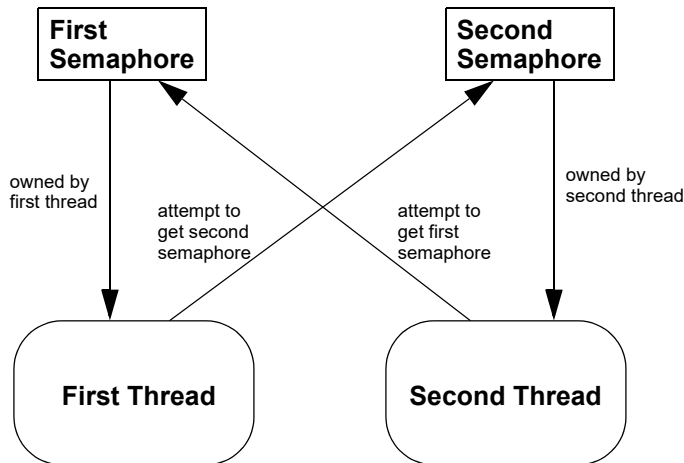 First
Semaphore
Second
Semaphore
owned by
first thread
owned by
second thread
attempt to
get second
semaphore
attempt to
get first
semaphore
First Thread
Second Thread